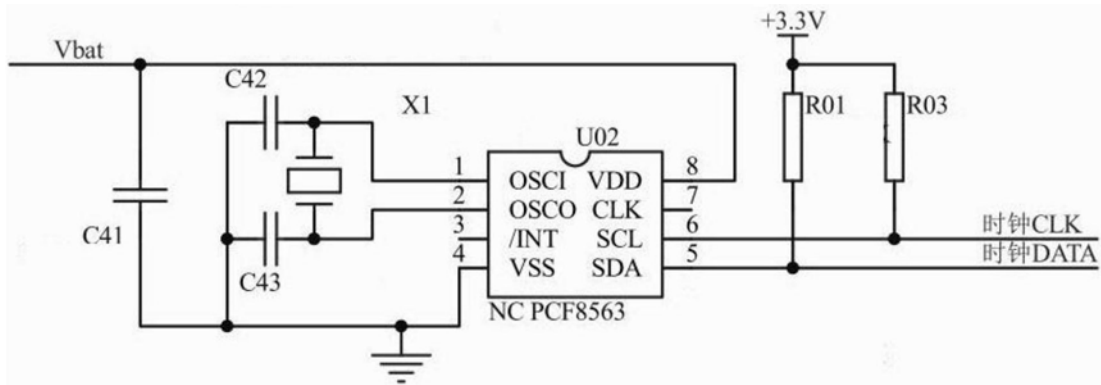 Vbat
+3.3V
C42
X1
R01
R03
U02
1
OSCI
VDD
8
2
OSCO
CLK
7
3
/INT
SCL
6
时钟CLK
4
VSS
SDA
5
时钟DATA
C41
C43
NC PCF8563